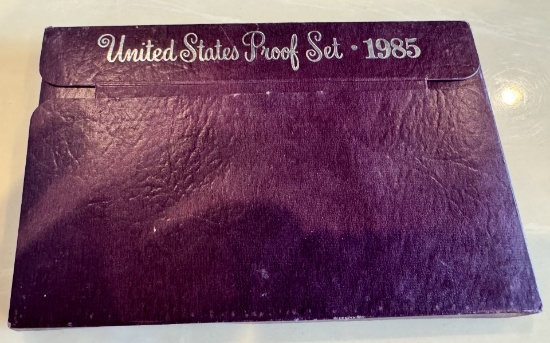 United States Proof Set · 1985